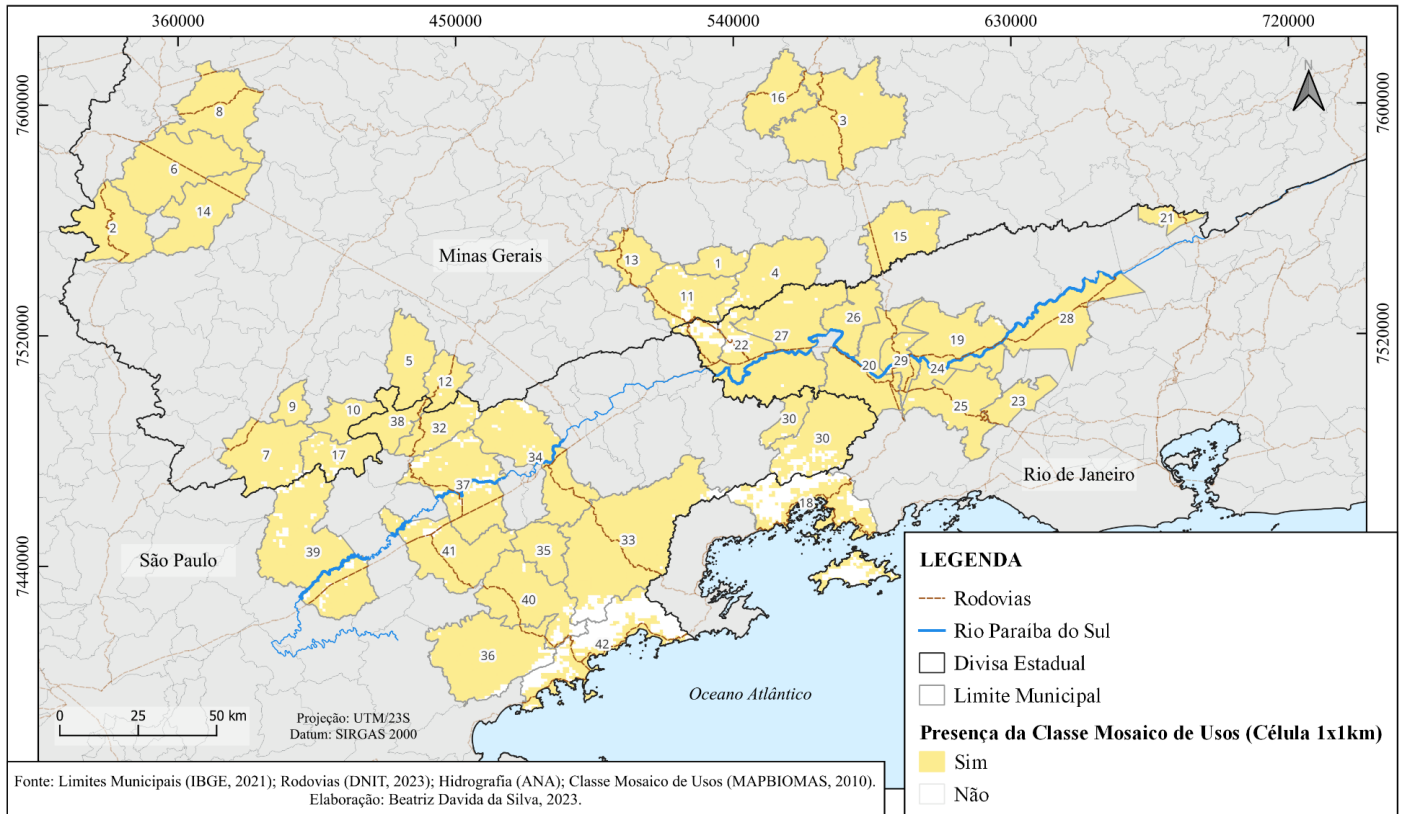 360000 450000 540000 630000 720000
N
7600000 7600000
16
8
3
6
14
2
21
15
Minas Gerais
13
1
4
11
28
26
7520000 7520000
27
19
22
5
29
20
24
12
23
9
25
10
30
38
32
30
7
17
34
Rio de Janeiro
37
18
33
35
39
41
São Paulo
7440000 7440000
40
42
36
Oceano Atlântico
0 25 50 km
Projeção: UTM/23S
Datum: SIRGAS 2000
LEGENDA
Rodovias
Rio Paraíba do Sul
Divisa Estadual
Limite Municipal
Presença da Classe Mosaico de Usos (Célula 1x1km)
Sim
Não
Fonte: Limites Municipais (IBGE, 2021); Rodovias (DNIT, 2023); Hidrografia (ANA); Classe Mosaico de Usos (MAPBIOMAS, 2010).
Elaboração: Beatriz Davida da Silva, 2023.